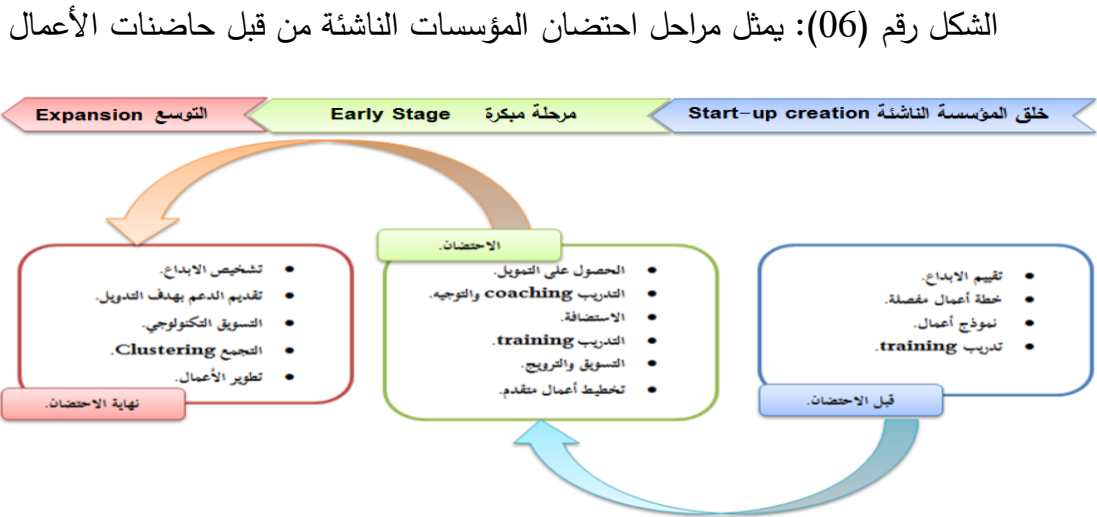 الشكل رقم (06): يمثل مراحل احتضان المؤسسات الناشئة من قبل حاضنات الأعمال
خلق المؤسسة الناشئة Start-up creation
مرحلة مبكرة Early Stage
التوسع Expansion
• تقييم الابداع.
• خطة أعمال مفصلة.
• نموذج أعمال.
• تدريب training.
قبل الاحتضان.
الاحتضان.
• الحصول على التمويل.
• التدريب coaching والتوجيه.
• الاستضافة.
• التدريب training.
• التسويق والترويج.
• تخطيط أعمال متقدم.
• تشخيص الابداع.
• تقديم الدعم بهدف التدويل.
• التسويق التكنولوجي.
• التجمع Clustering.
• تطوير الأعمال.
نهاية الاحتضان.